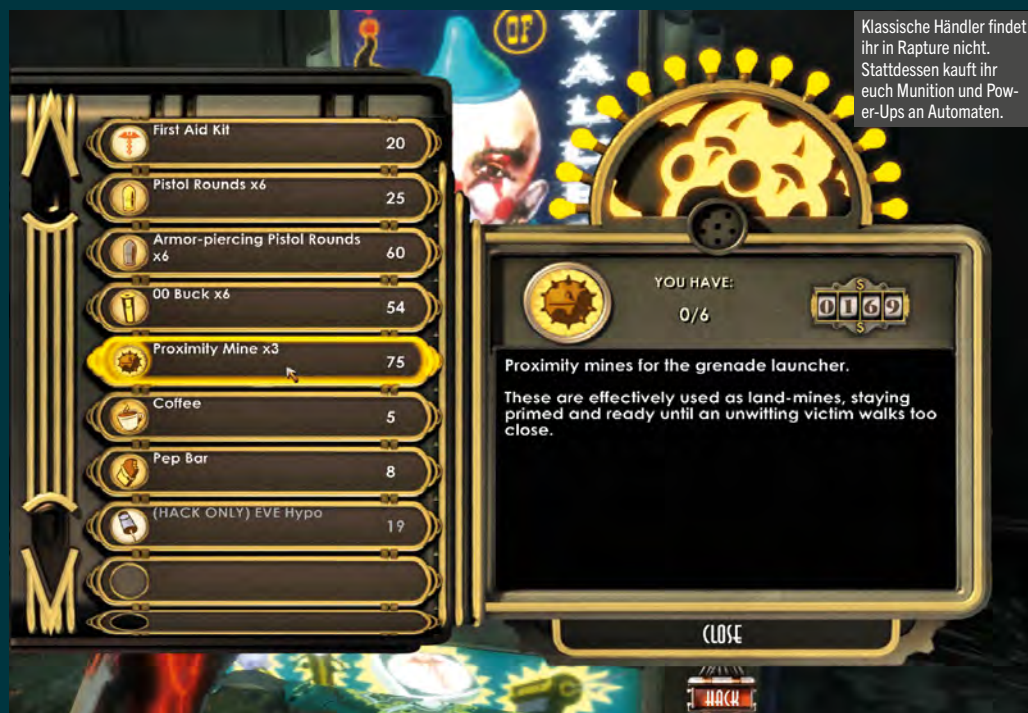 OF
VALUE
Klassische Händler findet
ihr in Rapture nicht.
Stattdessen kauft ihr
euch Munition und Pow-
er-Ups an Automaten.
First Aid Kit 20
Pistol Rounds x6 25
Armor-piercing Pistol Rounds
x6 60
00 Buck x6 54
Proximity Mine x3 75
Coffee 5
Pep Bar 8
(HACK ONLY) EVE Hypo 19
YOU HAVE:
0/6
$
0169
$
Proximity mines for the grenade launcher.
These are effectively used as land-mines, staying
primed and ready until an unwitting victim walks too
close.
CLOSE
HACK